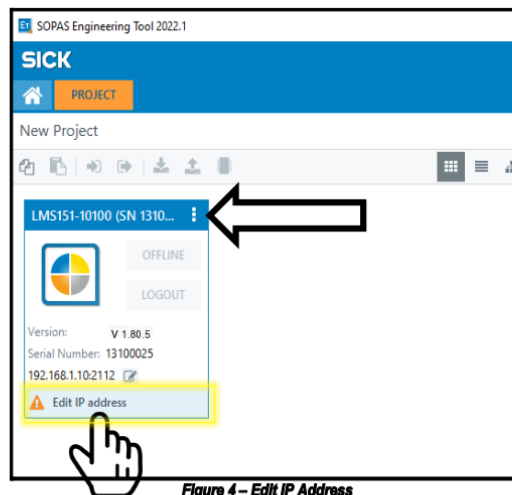 ET SOPAS Engineering Tool 2022.1
SICK
PROJECT
New Project
LMS151-10100 (SN 1310...
OFFLINE
LOGOUT
Version: V 1.80.5
Serial Number: 13100025
192.168.1.10:2112
Edit IP address
Figure 4 – Edit IP Address